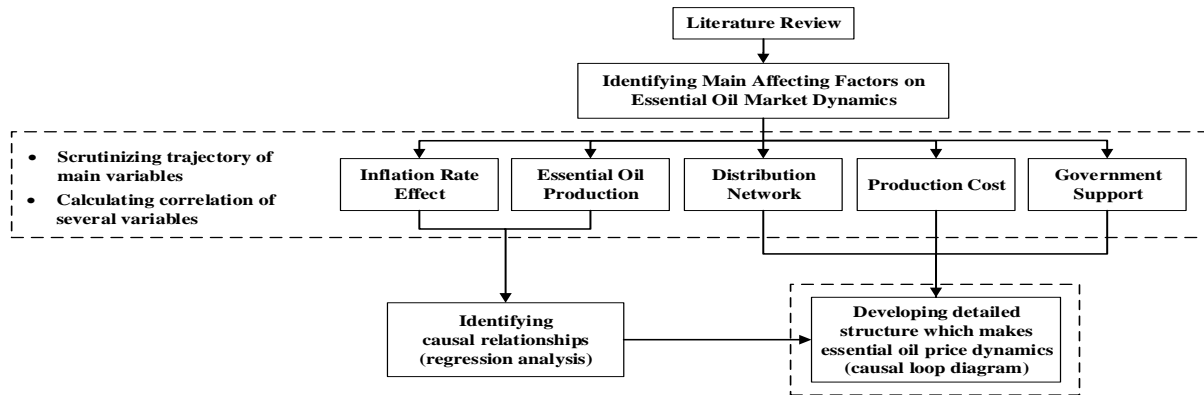 Literature Review
Identifying Main Affecting Factors on
Essential Oil Market Dynamics
• Scrutinizing trajectory of
main variables
• Calculating correlation of
several variables
Inflation Rate
Effect
Essential Oil
Production
Distribution
Network
Production Cost
Government
Support
Identifying
causal relationships
(regression analysis)
Developing detailed
structure which makes
essential oil price dynamics
(causal loop diagram)